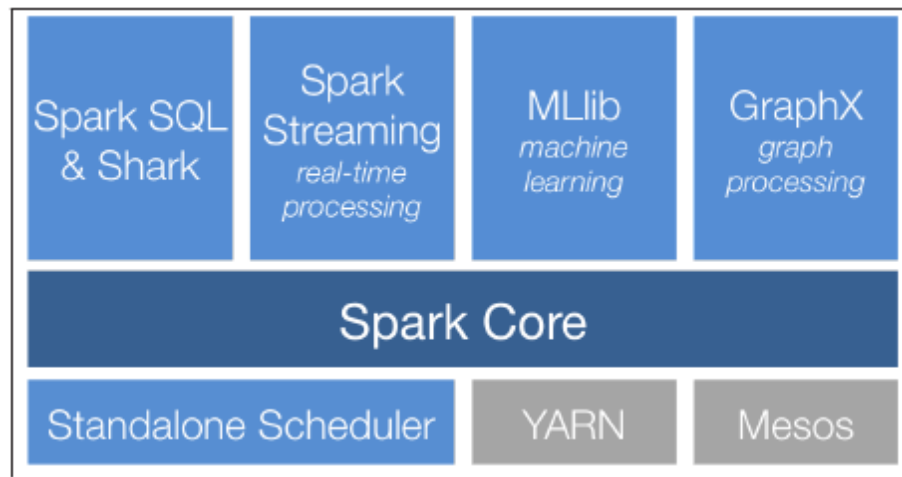 Spark SQL
& Shark
Spark
Streaming
real-time
processing
MLlib
machine
learning
GraphX
graph
processing
Spark Core
Standalone Scheduler
YARN
Mesos